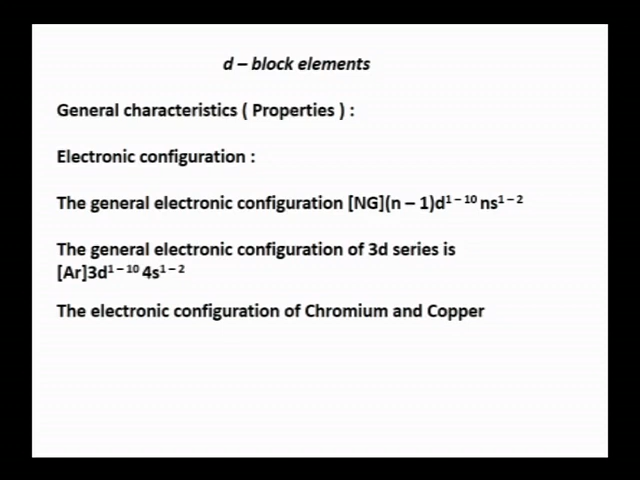 d – block elements
General characteristics ( Properties ) :
Electronic configuration :
The general electronic configuration [NG](n – 1)d¹⁻¹⁰ ns¹⁻²
The general electronic configuration of 3d series is
[Ar]3d¹⁻¹⁰ 4s¹⁻²
The electronic configuration of Chromium and Copper